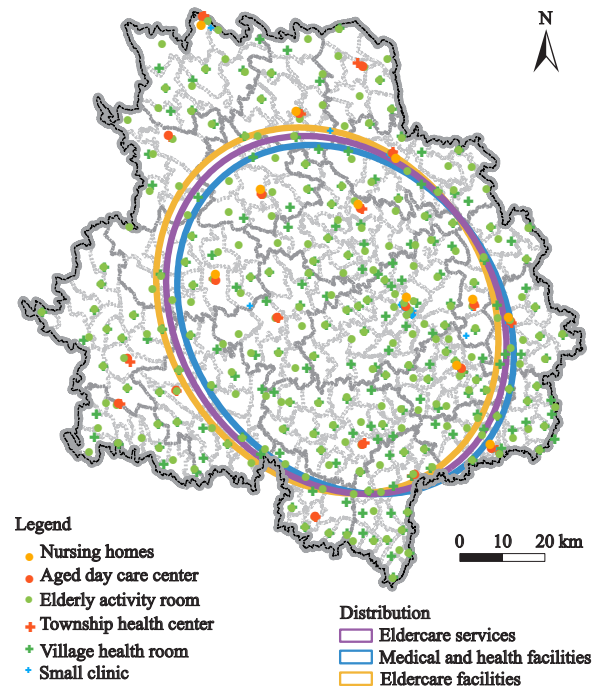 N
Legend
Nursing homes
Aged day care center
Elderly activity room
Township health center
Village health room
Small clinic
0 10 20 km
Distribution
Eldercare services
Medical and health facilities
Eldercare facilities